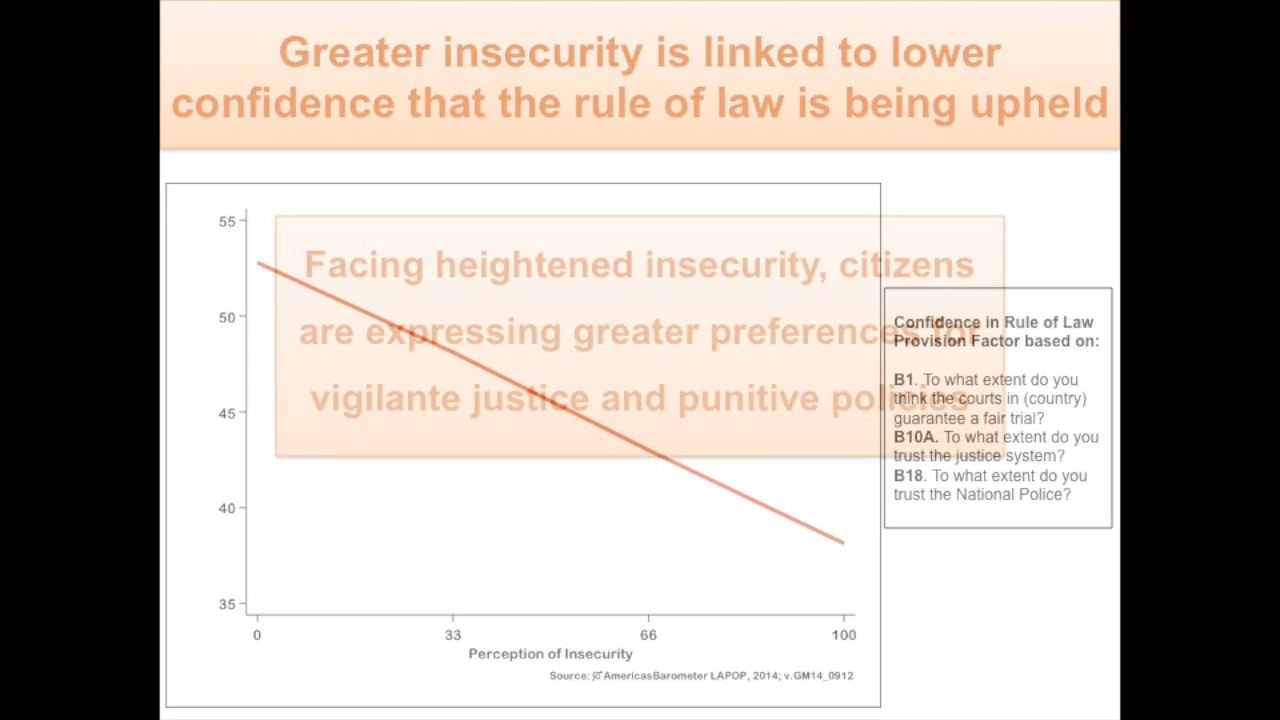 Greater insecurity is linked to lower
confidence that the rule of law is being upheld
Facing heightened insecurity, citizens
are expressing greater preferences for
vigilante justice and punitive policies
55
50
45
40
35
0 33 66 100
Perception of Insecurity
Source: AmericasBarometer LAPOP, 2014; v.GM14_0912
Confidence in Rule of Law
Provision Factor based on:
B1. To what extent do you
think the courts in (country)
guarantee a fair trial?
B10A. To what extent do you
trust the justice system?
B18. To what extent do you
trust the National Police?